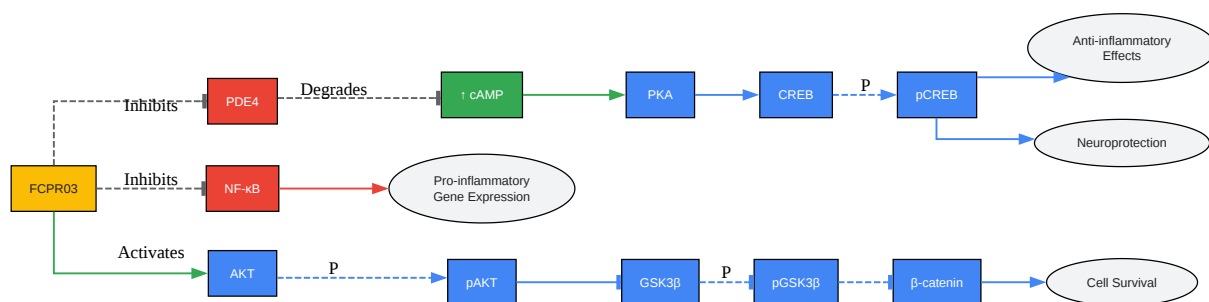 Anti-inflammatory
Effects
Degrades
P
Inhibits
PDE4
↑ cAMP
PKA
CREB
pCREB
Neuroprotection
FCPR03
Inhibits
NF-κB
Pro-inflammatory
Gene Expression
Activates
AKT
P
pAKT
GSK3β
P
pGSK3β
β-catenin
Cell Survival